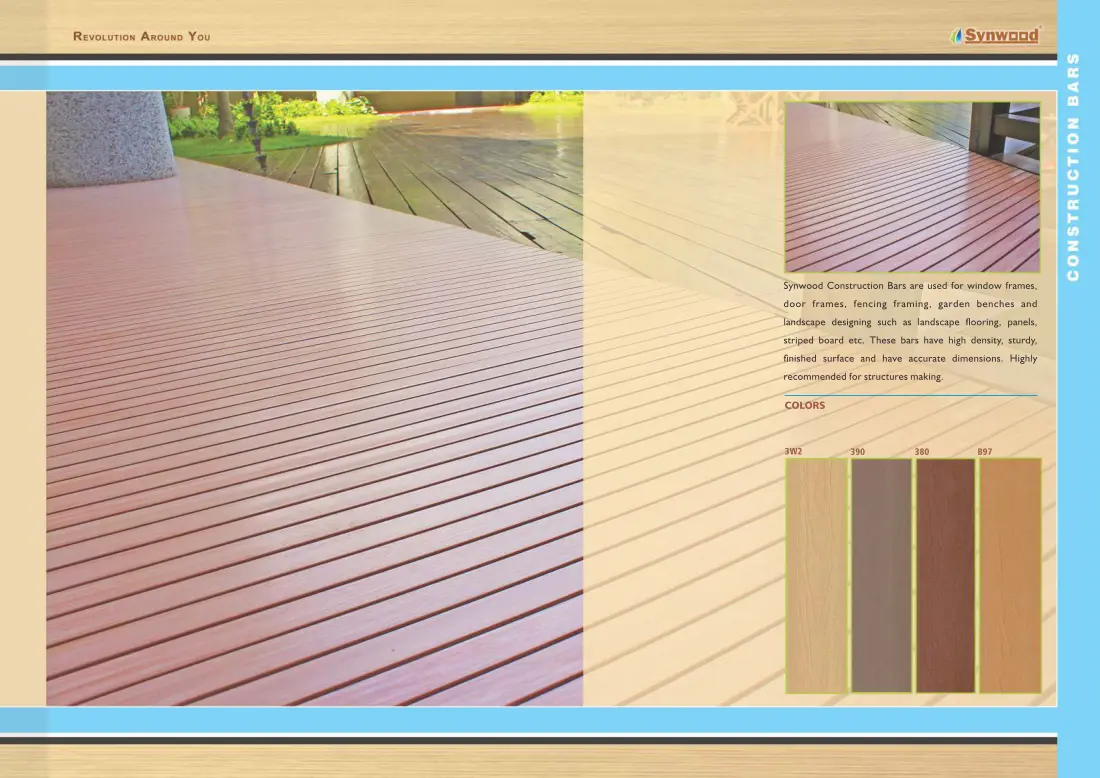 Revolution Around You
Synwood
CONSTRUCTION BARS
Synwood Construction Bars are used for window frames,
door frames, fencing framing, garden benches and
landscape designing such as landscape flooring, panels,
striped board etc. These bars have high density, sturdy,
finished surface and have accurate dimensions. Highly
recommended for structures making.
COLORS
3W2 390 380 B97